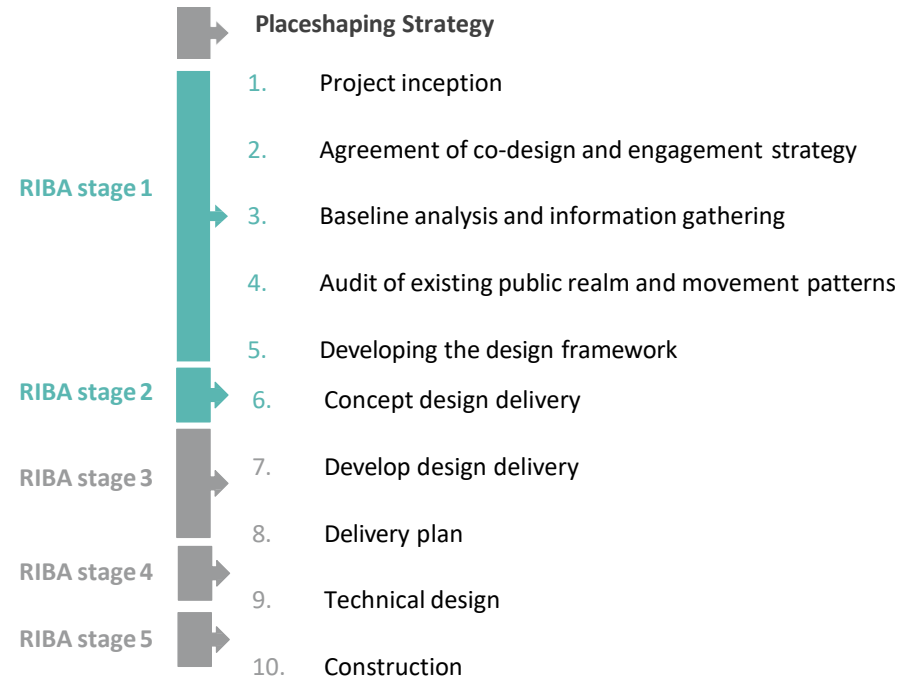 Placeshaping Strategy
1. Project inception
2. Agreement of co-design and engagement strategy
RIBA stage 1
3. Baseline analysis and information gathering
4. Audit of existing public realm and movement patterns
5. Developing the design framework
RIBA stage 2
6. Concept design delivery
RIBA stage 3
7. Develop design delivery
8. Delivery plan
RIBA stage 4
9. Technical design
RIBA stage 5
10. Construction